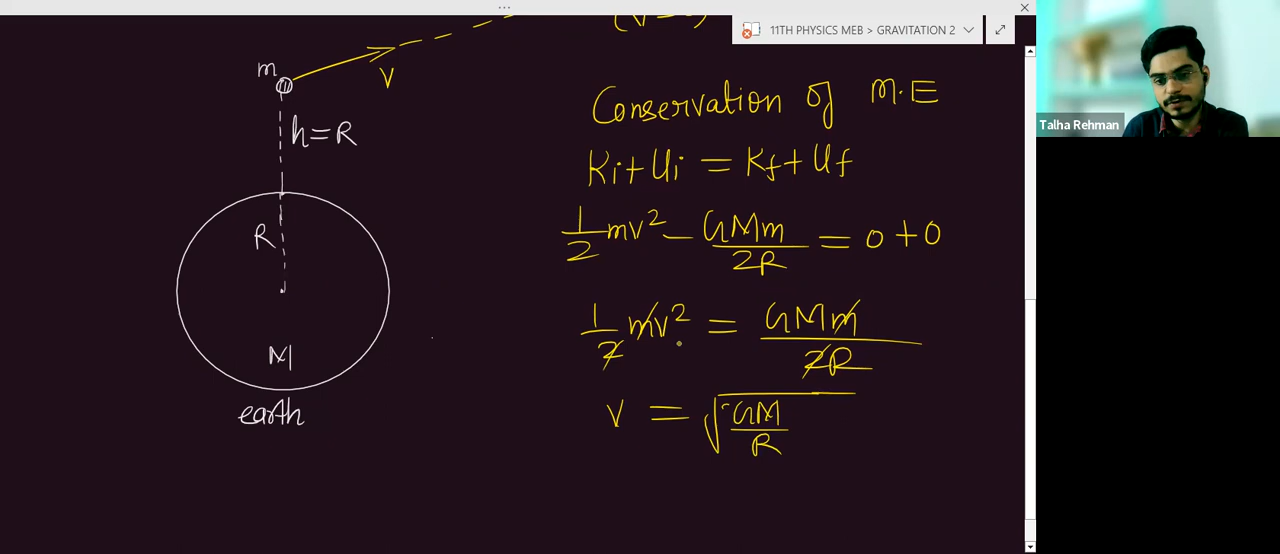 11TH PHYSICS MEB > GRAVITATION 2
Talha Rehman
m
V
h=R
R
M
earth
Conservation of M.E
Ki+Ui = Kf+Uf
1/2 mv² - GMm/2R = 0+0
1/2 mv² = GMm/2R
v = √GM/R